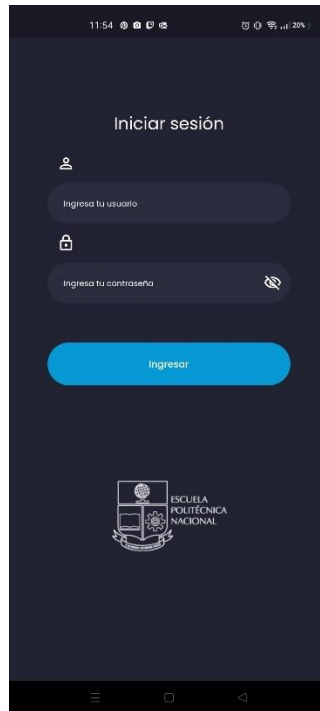 11:54
20%
Iniciar sesión
Ingresa tu usuario
Ingresa tu contraseña
Ingresar
ESCUELA
POLITÉCNICA
NACIONAL